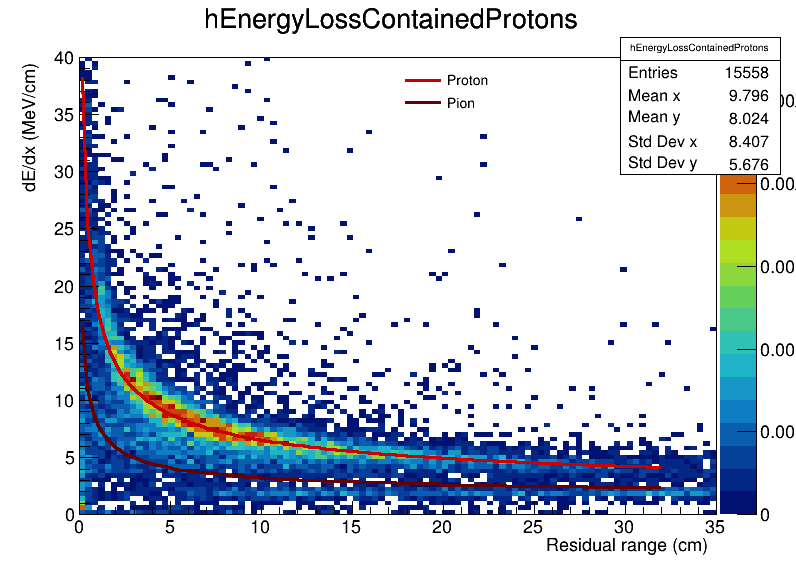 hEnergyLossContainedProtons
hEnergyLossContainedProtons
Entries 15558
Mean x 9.796
Mean y 8.024
Std Dev x 8.407
Std Dev y 5.676
Proton
Pion
dE/dx (MeV/cm)
40
35
30
25
20
15
10
5
0
0 5 10 15 20 25 30 35
Residual range (cm)
0.00
0.00
0.00
0.00
0